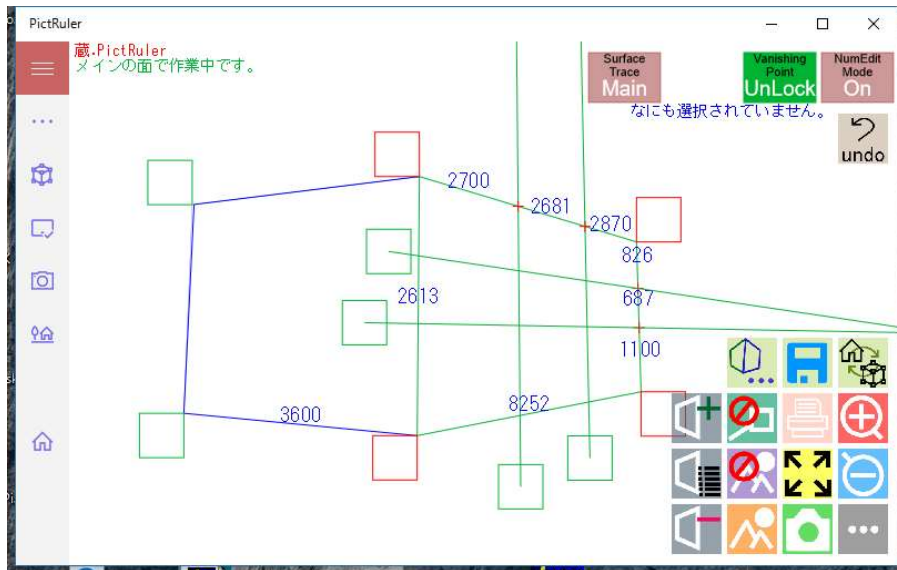 PictRuler
蔵.PictRuler
メインの面で作業中です。
Surface
Trace
Main
Vanishing
Point
UnLock
NumEdit
Mode
On
なにも選択されていません。
undo
2700
2681
2870
826
2613
687
1100
3600
8252